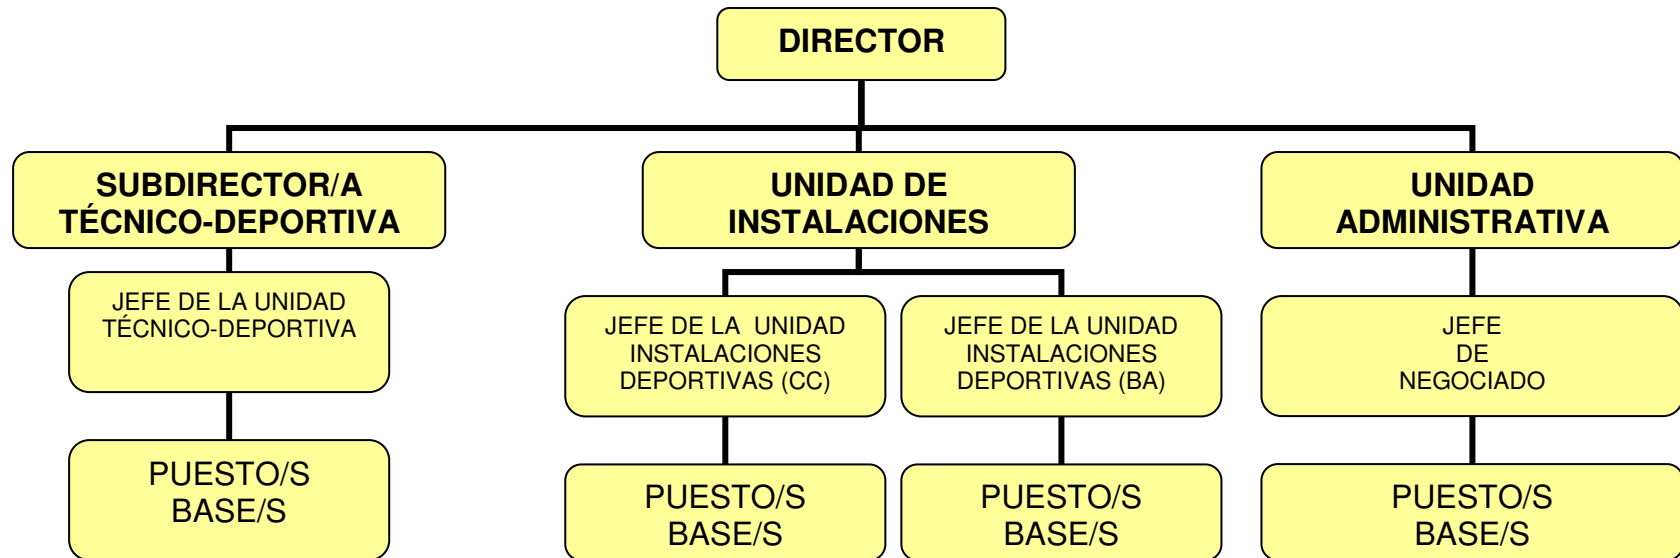 DIRECTOR
SUBDIRECTOR/A
TÉCNICO-DEPORTIVA
UNIDAD DE
INSTALACIONES
UNIDAD
ADMINISTRATIVA
JEFE DE LA UNIDAD
TÉCNICO-DEPORTIVA
JEFE DE LA UNIDAD
INSTALACIONES
DEPORTIVAS (CC)
JEFE DE LA UNIDAD
INSTALACIONES
DEPORTIVAS (BA)
JEFE
DE
NEGOCIADO
PUESTO/S
BASE/S
PUESTO/S
BASE/S
PUESTO/S
BASE/S
PUESTO/S
BASE/S